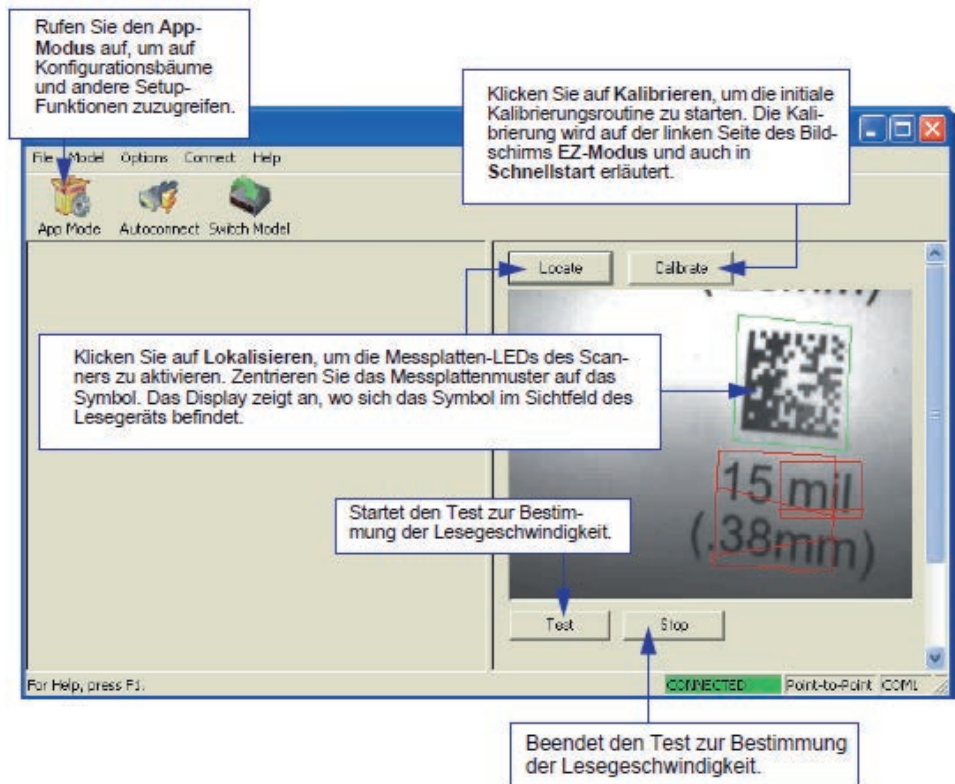 Rufen Sie den App-
Modus auf, um auf
Konfigurationsbäume
und andere Setup-
Funktionen zuzugreifen.
Klicken Sie auf Kalibrieren, um die initiale
Kalibrierungsroutine zu starten. Die Kali-
brierung wird auf der linken Seite des Bild-
schirms EZ-Modus und auch in
Schnellstart erläutert.
File Model Options Connect Help
App Mode Autoconnect Switch Model
Locate Calibrate
Klicken Sie auf Lokalisieren, um die Messplatten-LEDs des Scan-
ners zu aktivieren. Zentrieren Sie das Messplattenmuster auf das
Symbol. Das Display zeigt an, wo sich das Symbol im Sichtfeld des
Lesegeräts befindet.
15 mil
(.38mm)
Startet den Test zur Bestim-
mung der Lesegeschwindigkeit.
Test Stop
For Help, press F1. CONNECTED Point-to-Point COM1
Beendet den Test zur Bestimmung
der Lesegeschwindigkeit.